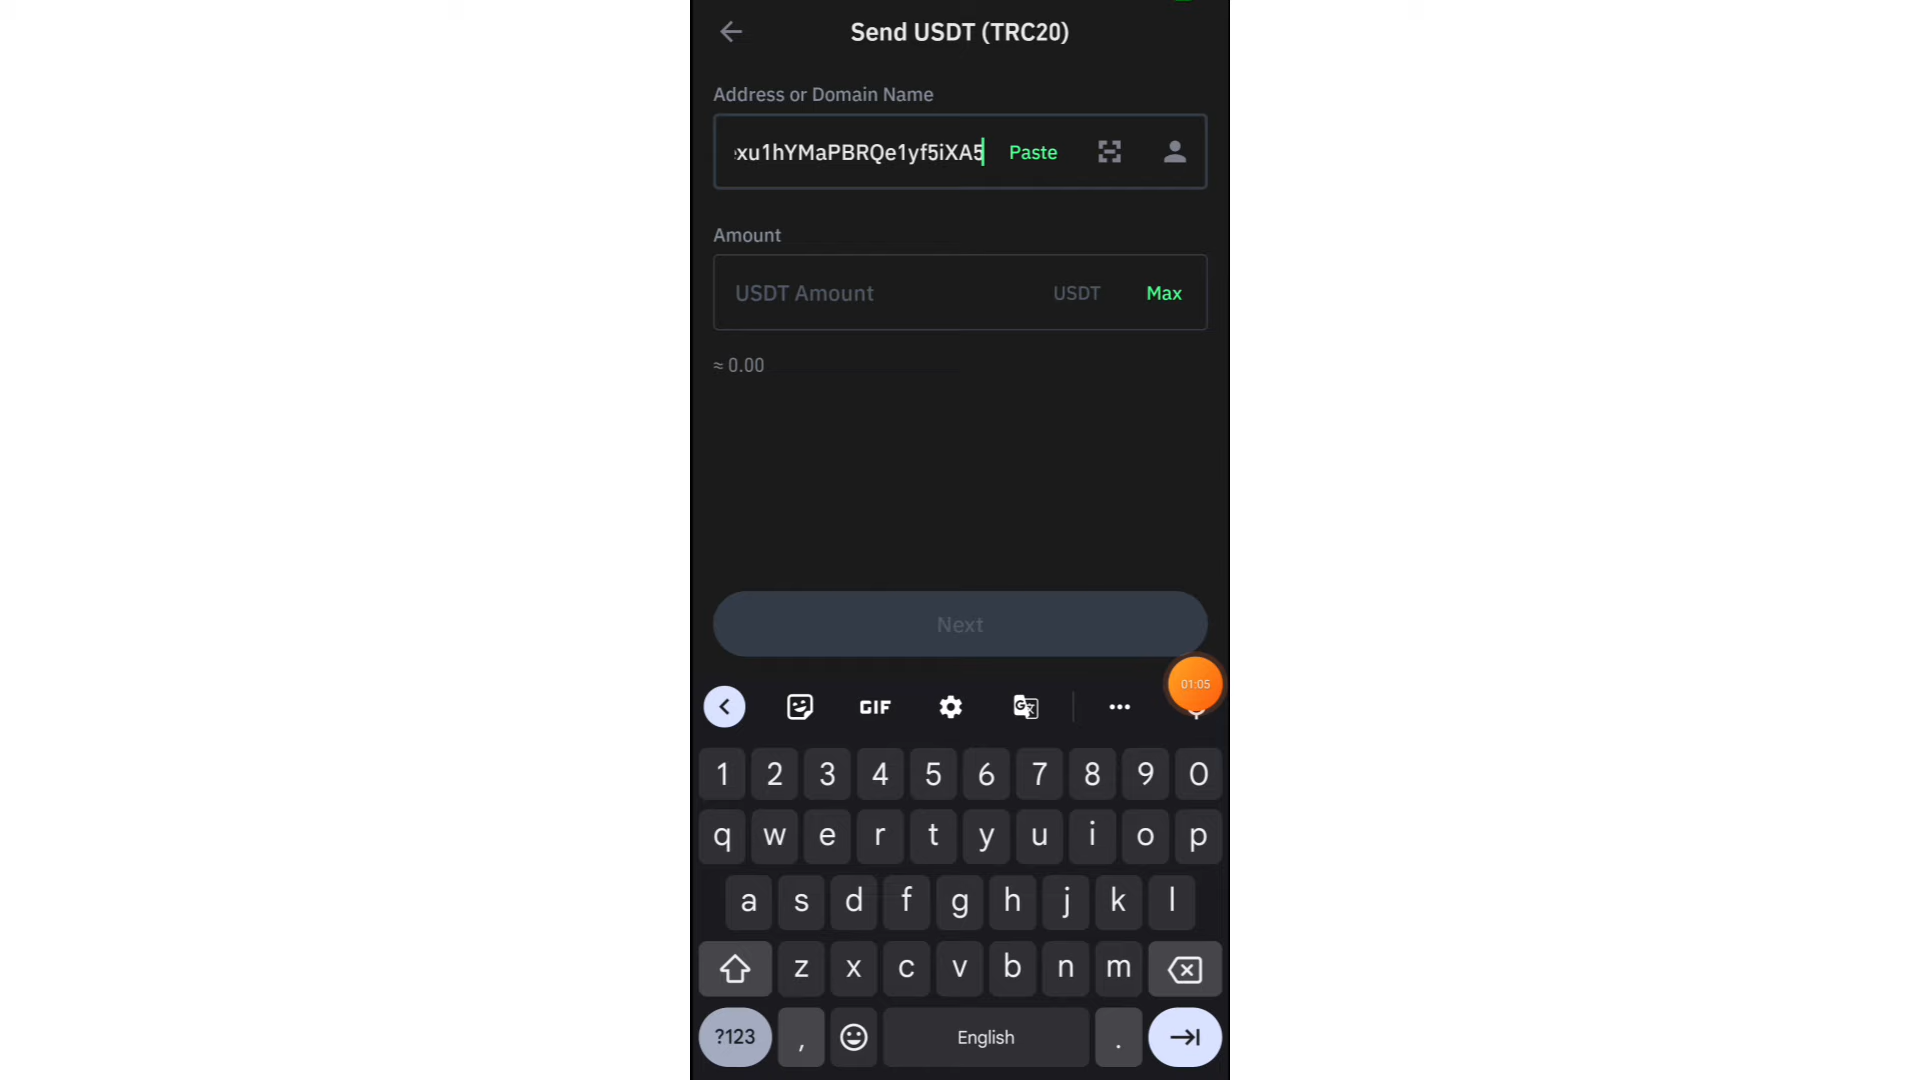 Send USDT (TRC20)
Address or Domain Name
xu1hYMaPBRQe1yf5iXA5 Paste
Amount
USDT Amount USDT Max
≈ 0.00
Next
01:05
GIF
1 2 3 4 5 6 7 8 9 0
q w e r t y u i o p
a s d f g h j k l
z x c v b n m
?123 , English .